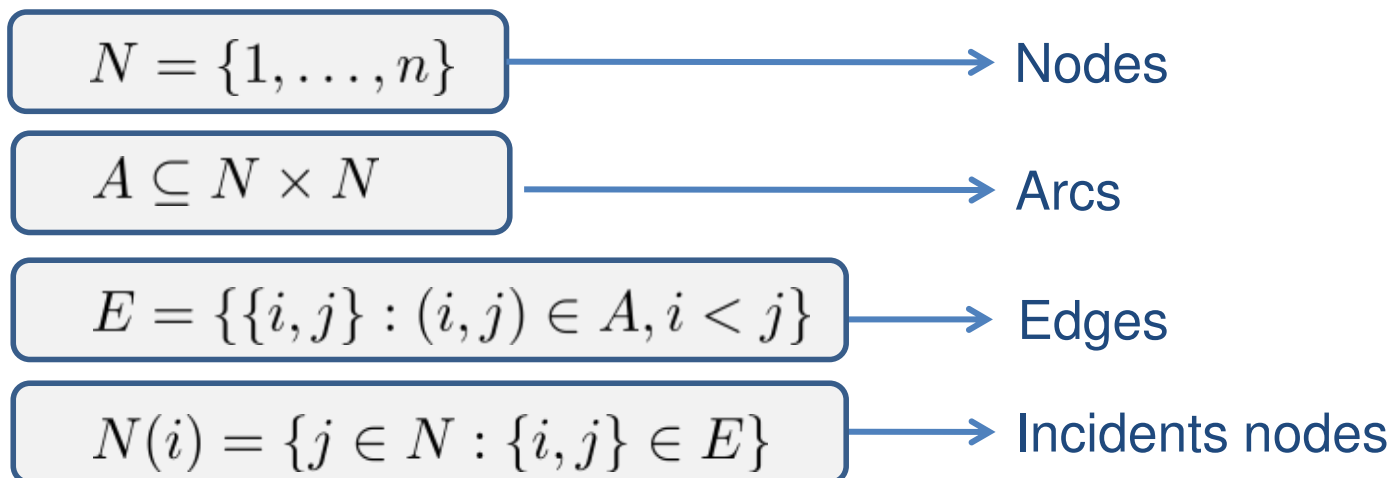 N = {1, . . . , n} Nodes
A ⊆ N × N Arcs
E = {{i, j} : (i, j) ∈ A, i < j} Edges
N(i) = {j ∈ N : {i, j} ∈ E} Incidents nodes